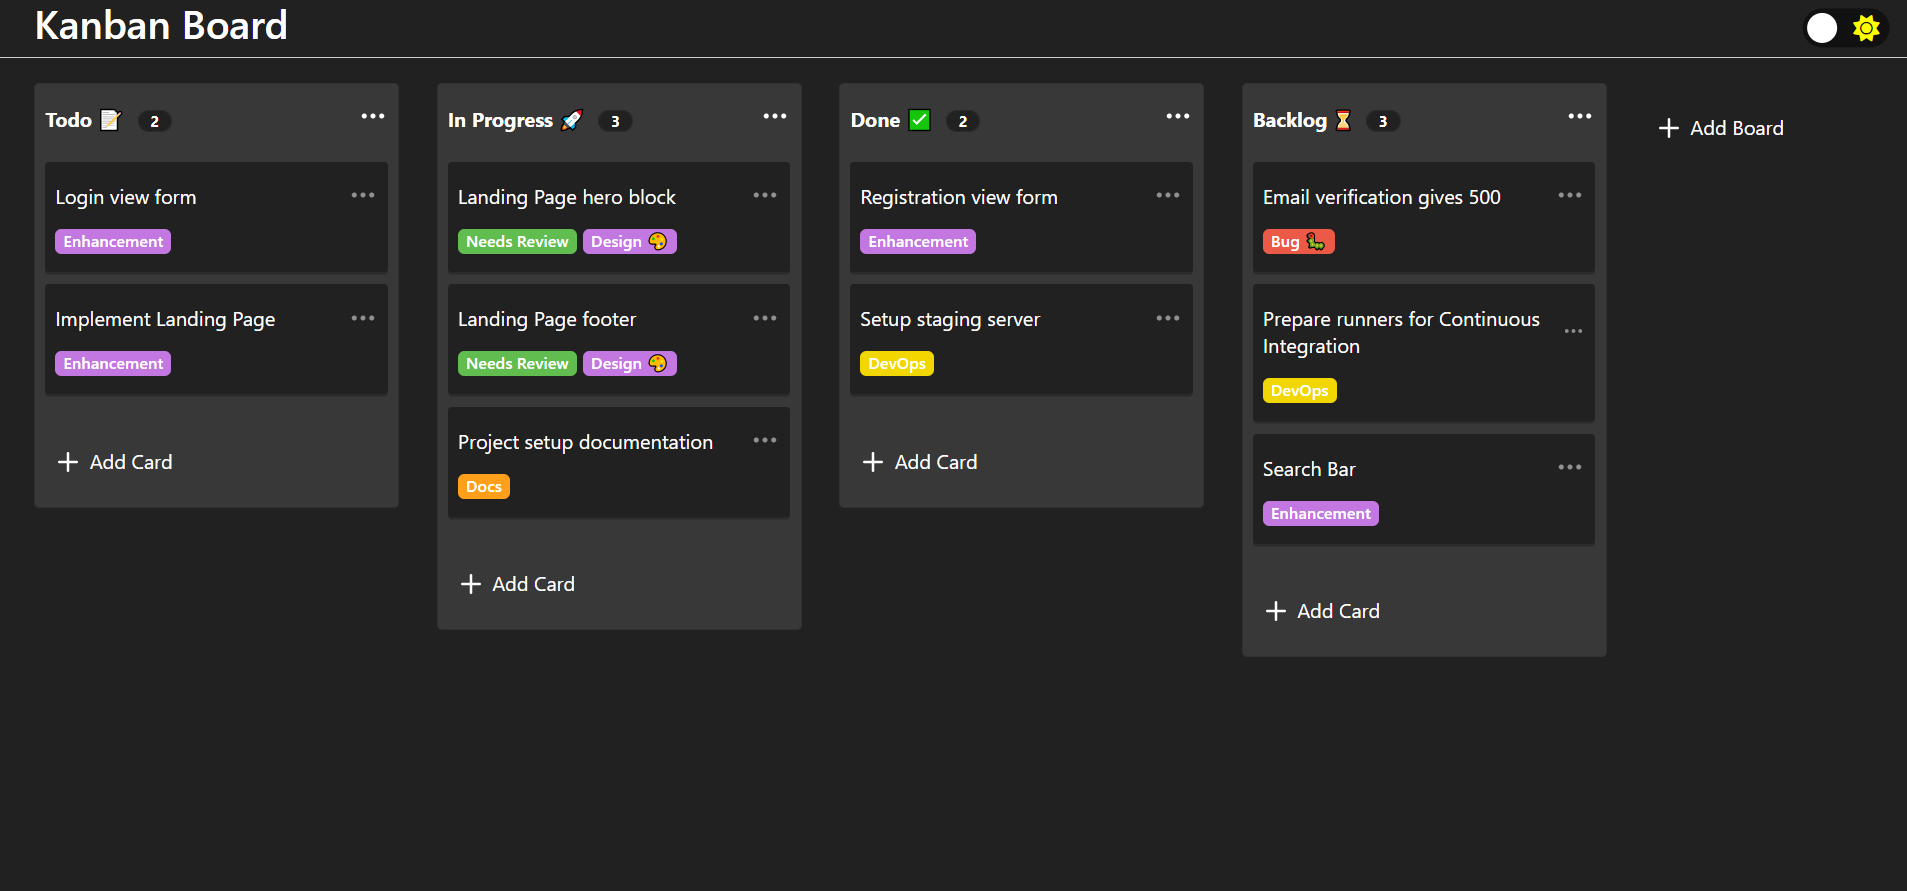 Kanban Board
Todo 📝 2
Login view form
Enhancement
Implement Landing Page
Enhancement
Add Card
In Progress 🚀 3
Landing Page hero block
Needs Review Design 🎨
Landing Page footer
Needs Review Design 🎨
Project setup documentation
Docs
Add Card
Done ✅ 2
Registration view form
Enhancement
Setup staging server
DevOps
Add Card
Backlog ⏳ 3
Email verification gives 500
Bug 🐛
Prepare runners for Continuous
Integration
DevOps
Search Bar
Enhancement
Add Card
Add Board